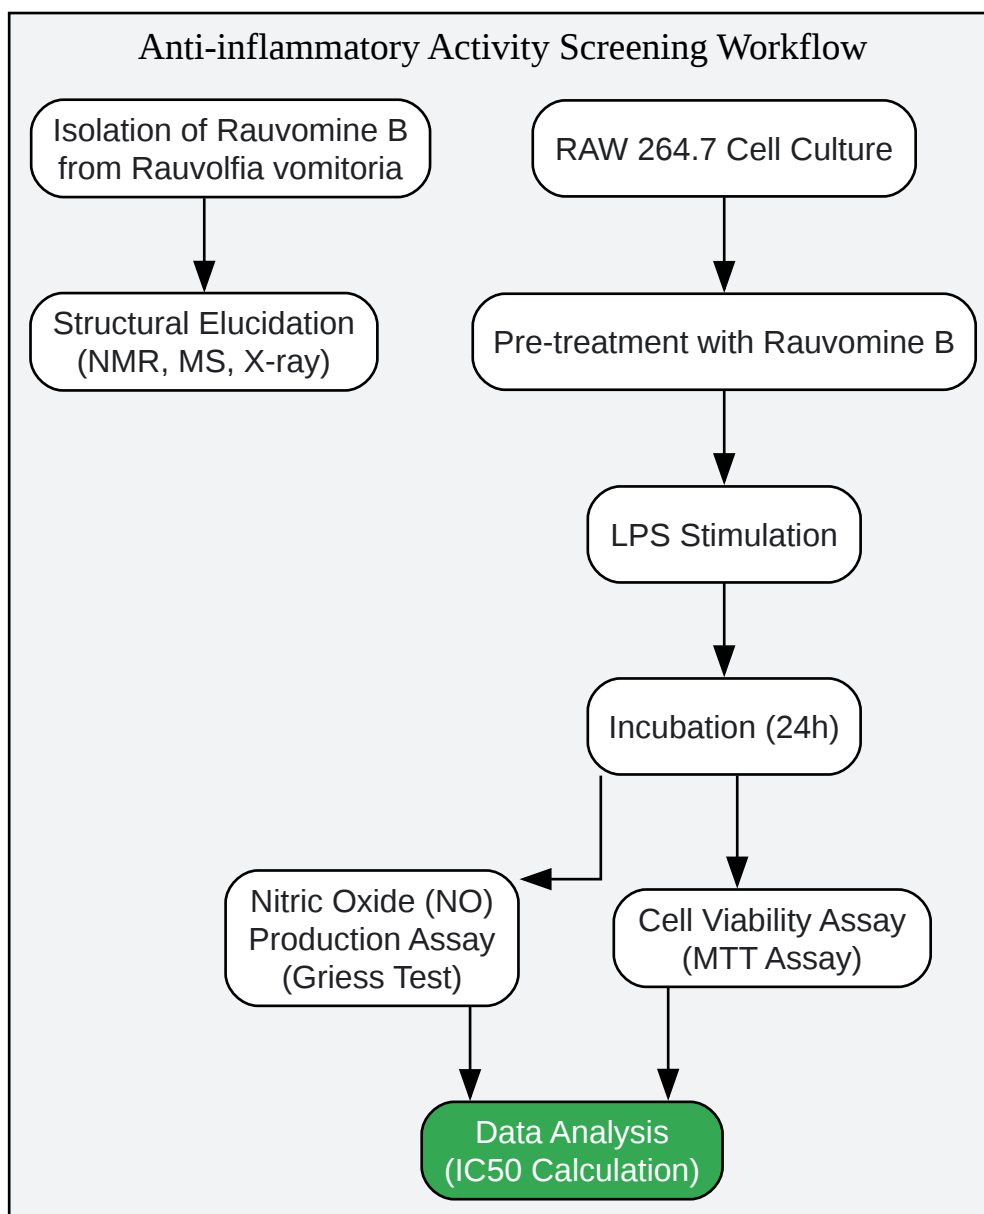 Anti-inflammatory Activity Screening Workflow
Isolation of Rauvomine B
from Rauvolfia vomitoria
RAW 264.7 Cell Culture
Structural Elucidation
(NMR, MS, X-ray)
Pre-treatment with Rauvomine B
LPS Stimulation
Incubation (24h)
Nitric Oxide (NO)
Production Assay
(Griess Test)
Cell Viability Assay
(MTT Assay)
Data Analysis
(IC50 Calculation)